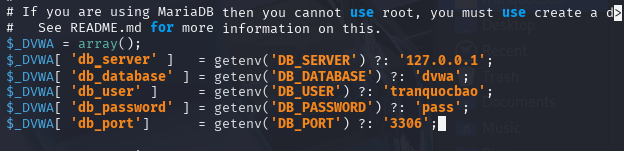 # If you are using MariaDB then you cannot use root, you must use create a d>
#   See README.md for more information on this.
$_DVWA = array();
$_DVWA[ 'db_server' ]   = getenv('DB_SERVER') ?: '127.0.0.1';
$_DVWA[ 'db_database' ] = getenv('DB_DATABASE') ?: 'dvwa';
$_DVWA[ 'db_user' ]     = getenv('DB_USER') ?: 'tranquocbao';
$_DVWA[ 'db_password' ] = getenv('DB_PASSWORD') ?: 'pass';
$_DVWA[ 'db_port']      = getenv('DB_PORT') ?: '3306';
Desktop
Recent
Trash
Documents
Music